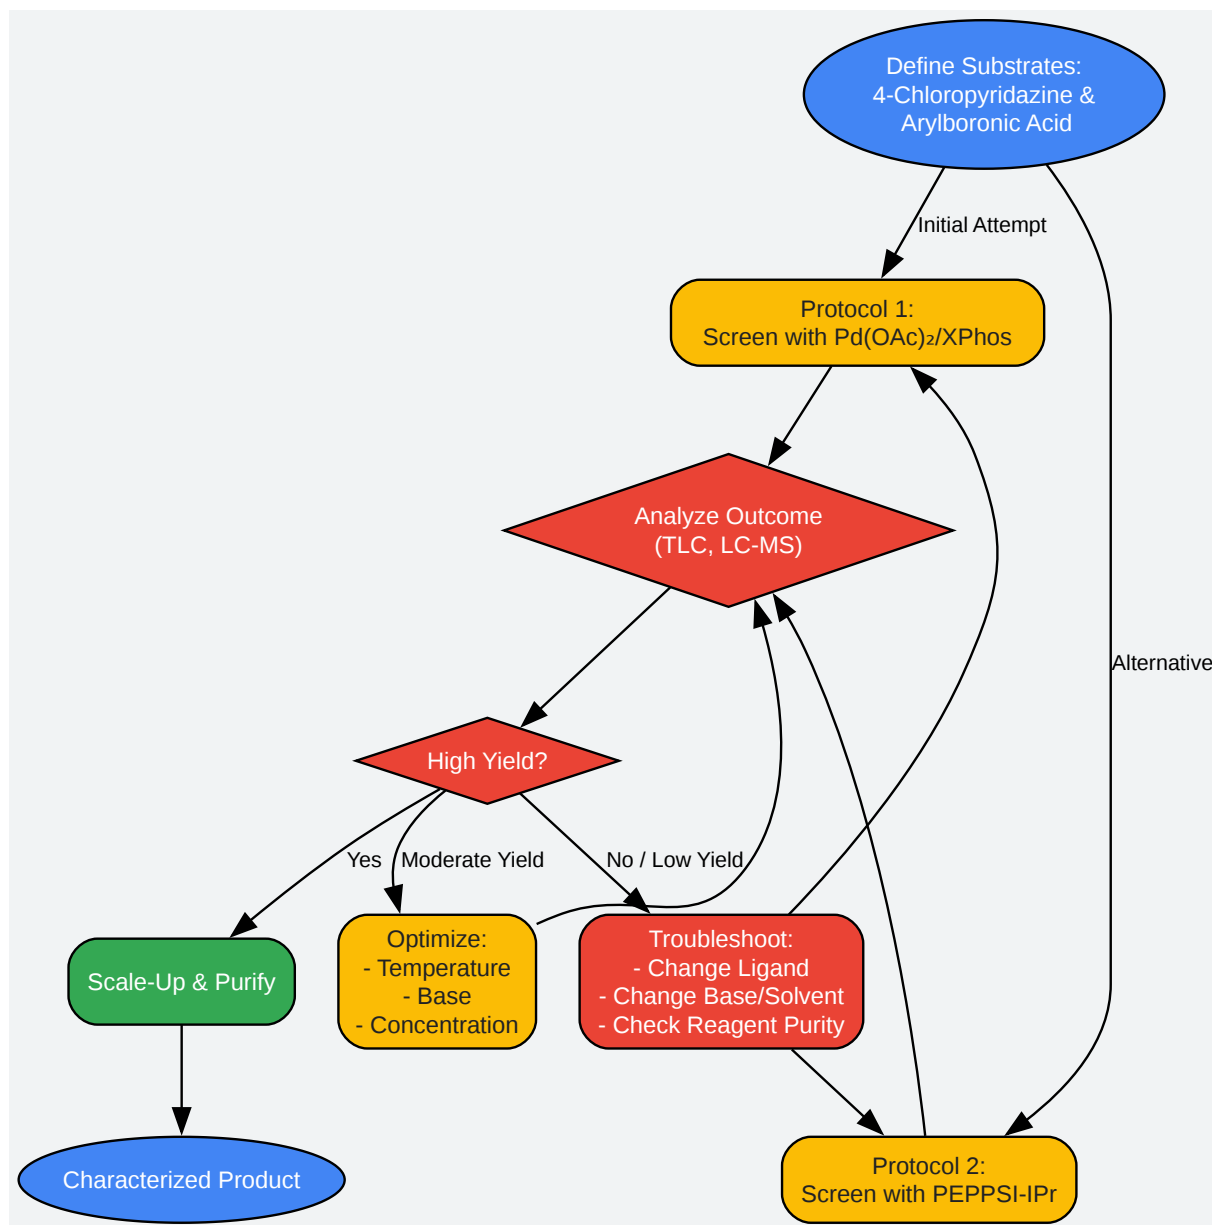 Define Substrates:
4-Chloropyridazine &
Arylboronic Acid
Initial Attempt
Protocol 1:
Screen with Pd(OAc)₂/XPhos
Analyze Outcome
(TLC, LC-MS)
Alternative
High Yield?
Yes
Moderate Yield
No / Low Yield
Scale-Up & Purify
Optimize:
- Temperature
- Base
- Concentration
Troubleshoot:
- Change Ligand
- Change Base/Solvent
- Check Reagent Purity
Characterized Product
Protocol 2:
Screen with PEPPSI-IPr